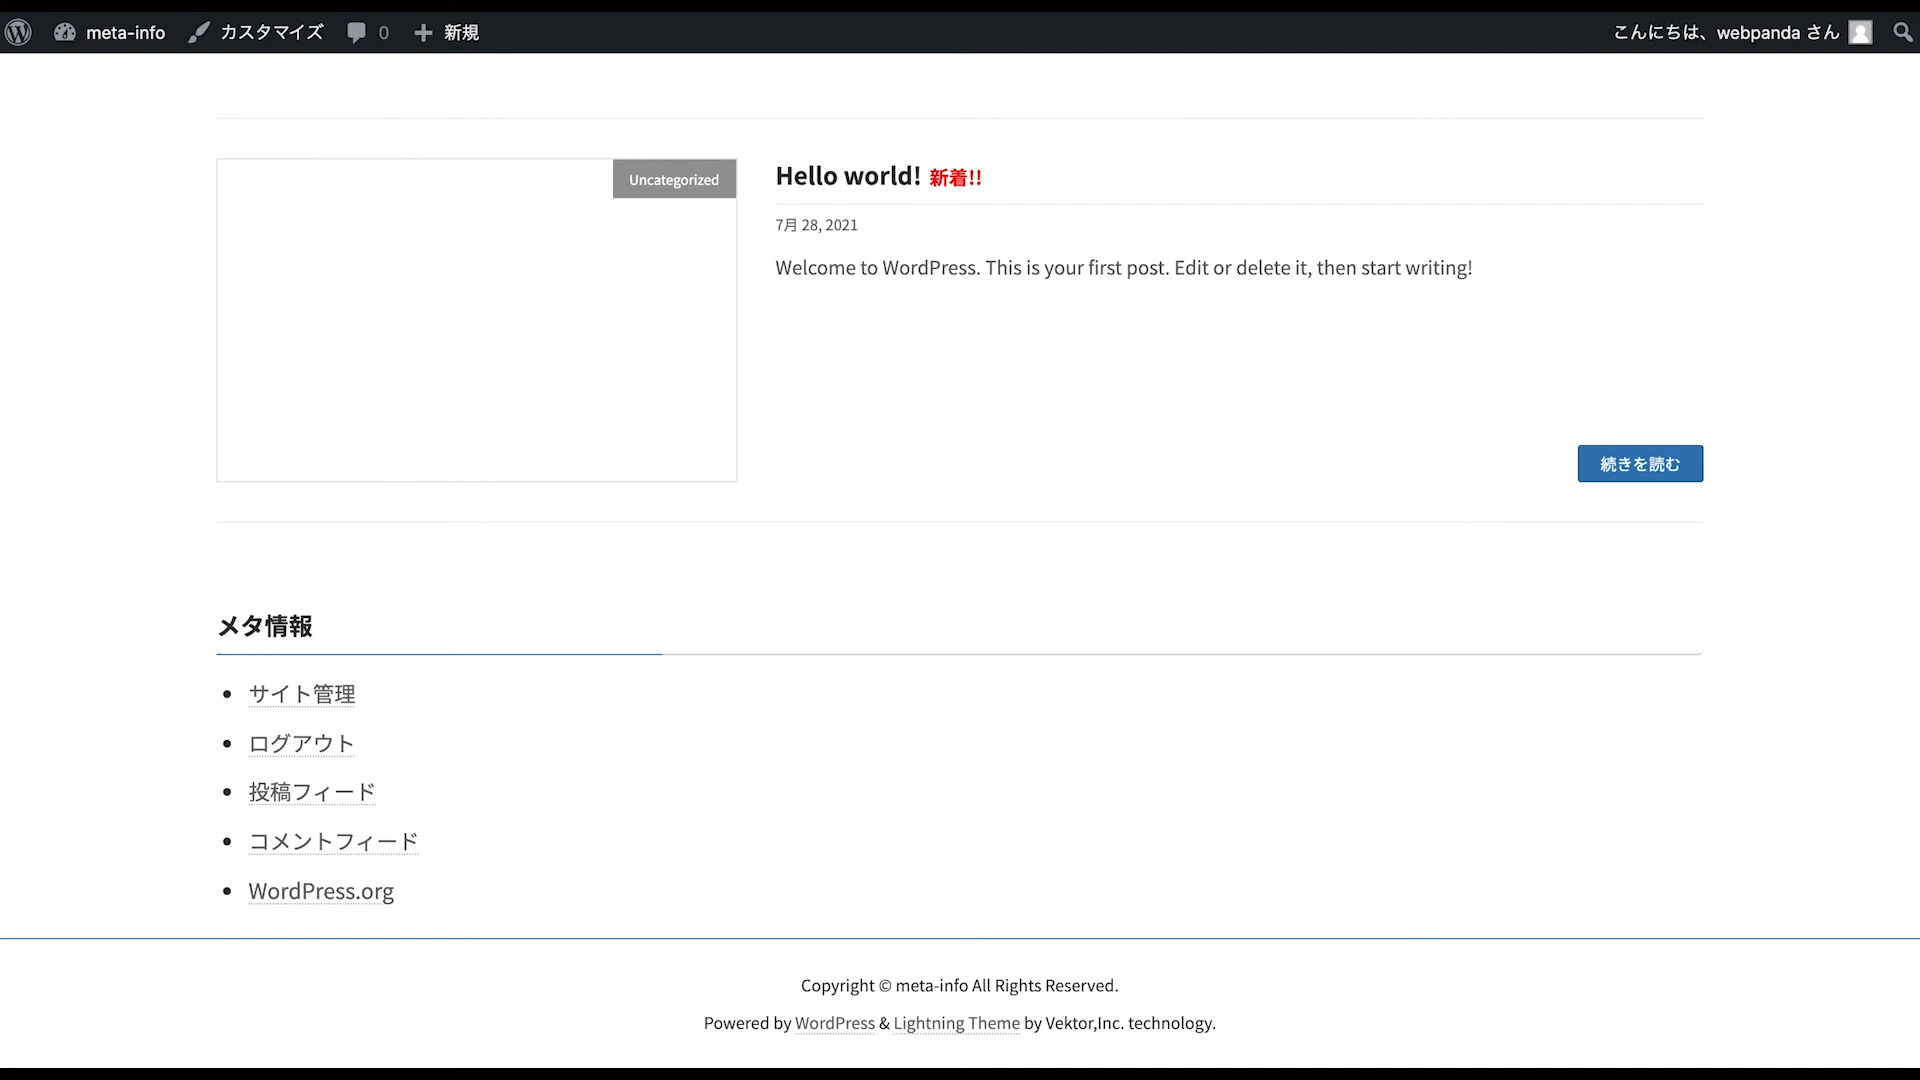 meta-info カスタマイズ 0 新規 こんにちは、webpanda さん
Uncategorized
Hello world! 新着!!
7月 28, 2021
Welcome to WordPress. This is your first post. Edit or delete it, then start writing!
続きを読む
メタ情報
サイト管理
ログアウト
投稿フィード
コメントフィード
WordPress.org
Copyright © meta-info All Rights Reserved.
Powered by WordPress & Lightning Theme by Vektor,Inc. technology.